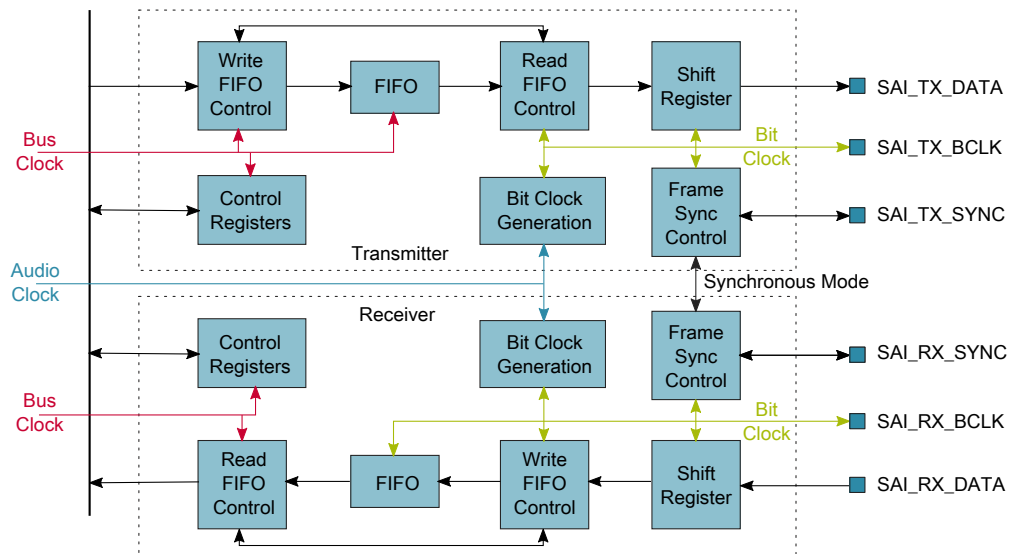 Write
FIFO
Control
FIFO
Read
FIFO
Control
Shift
Register
SAI_TX_DATA
Bus
Clock
Bit
Clock
SAI_TX_BCLK
Control
Registers
Bit Clock
Generation
Frame
Sync
Control
SAI_TX_SYNC
Transmitter
Audio
Clock
Synchronous Mode
Receiver
Control
Registers
Bit Clock
Generation
Frame
Sync
Control
SAI_RX_SYNC
Bus
Clock
Bit
Clock
SAI_RX_BCLK
Read
FIFO
Control
FIFO
Write
FIFO
Control
Shift
Register
SAI_RX_DATA